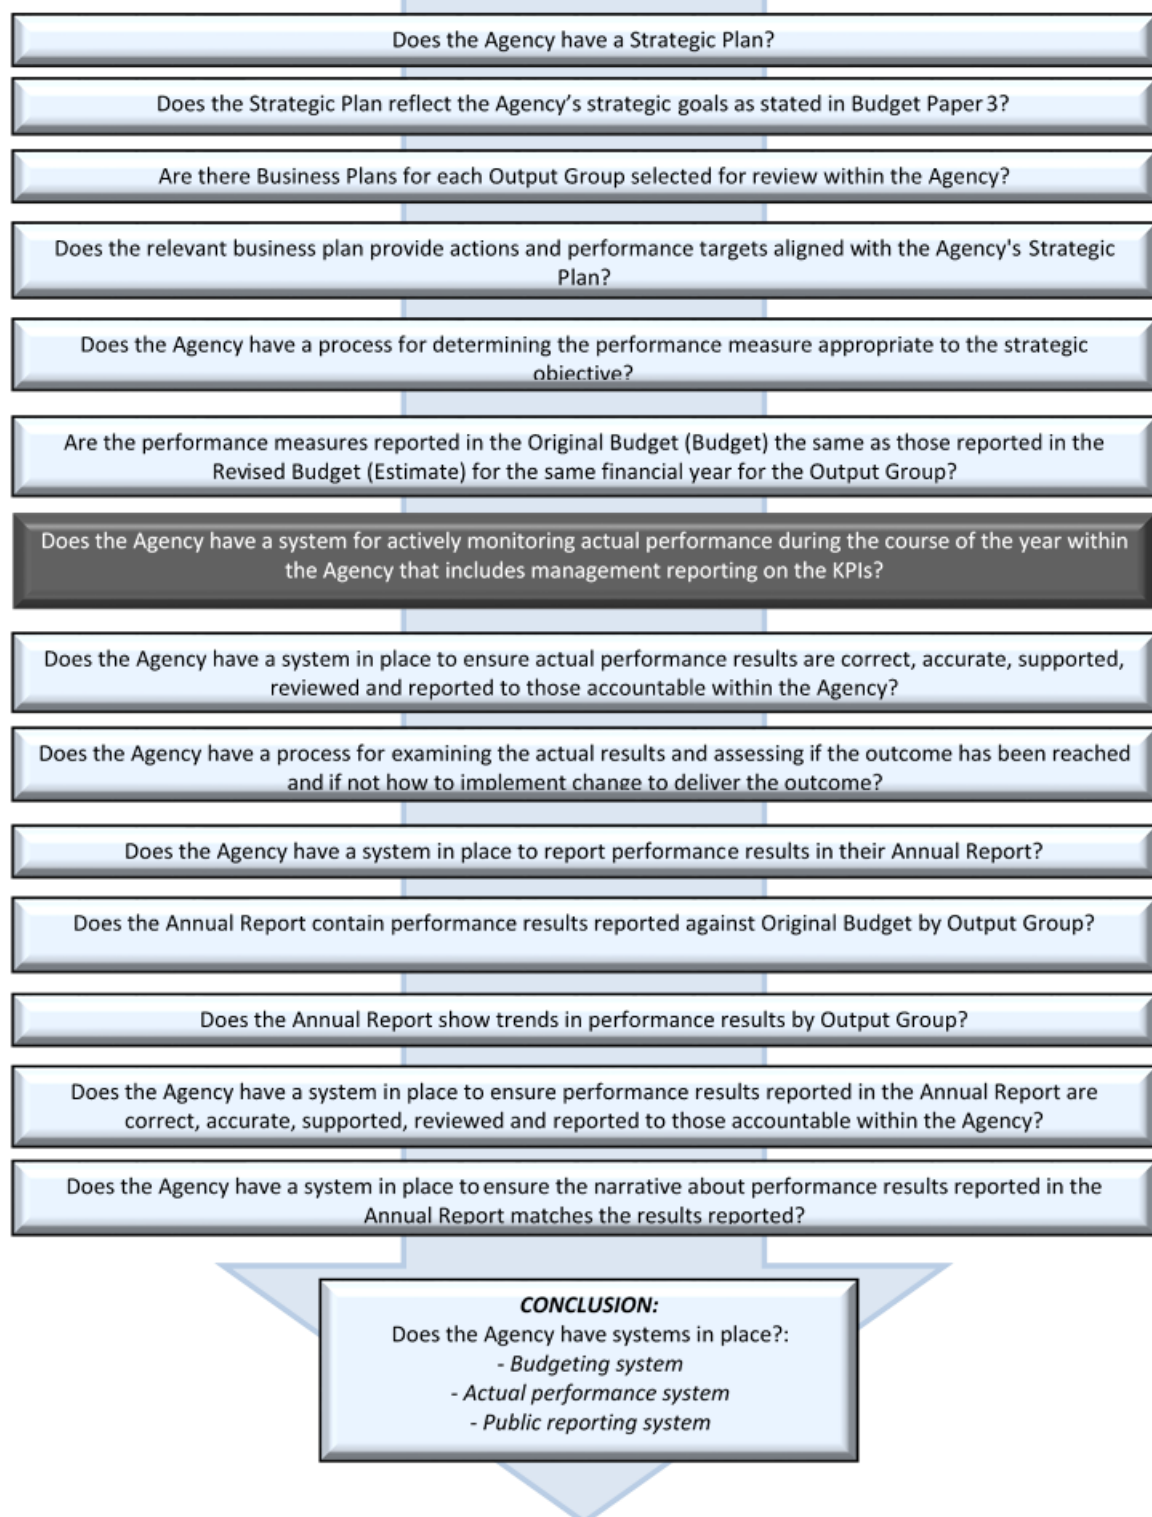 Does the Agency have a Strategic Plan?
Does the Strategic Plan reflect the Agency’s strategic goals as stated in Budget Paper 3?
Are there Business Plans for each Output Group selected for review within the Agency?
Does the relevant business plan provide actions and performance targets aligned with the Agency's Strategic
Plan?
Does the Agency have a process for determining the performance measure appropriate to the strategic
objective?
Are the performance measures reported in the Original Budget (Budget) the same as those reported in the
Revised Budget (Estimate) for the same financial year for the Output Group?
Does the Agency have a system for actively monitoring actual performance during the course of the year within
the Agency that includes management reporting on the KPIs?
Does the Agency have a system in place to ensure actual performance results are correct, accurate, supported,
reviewed and reported to those accountable within the Agency?
Does the Agency have a process for examining the actual results and assessing if the outcome has been reached
and if not how to implement change to deliver the outcome?
Does the Agency have a system in place to report performance results in their Annual Report?
Does the Annual Report contain performance results reported against Original Budget by Output Group?
Does the Annual Report show trends in performance results by Output Group?
Does the Agency have a system in place to ensure performance results reported in the Annual Report are
correct, accurate, supported, reviewed and reported to those accountable within the Agency?
Does the Agency have a system in place to ensure the narrative about performance results reported in the
Annual Report matches the results reported?
CONCLUSION:
Does the Agency have systems in place?:
- Budgeting system
- Actual performance system
- Public reporting system